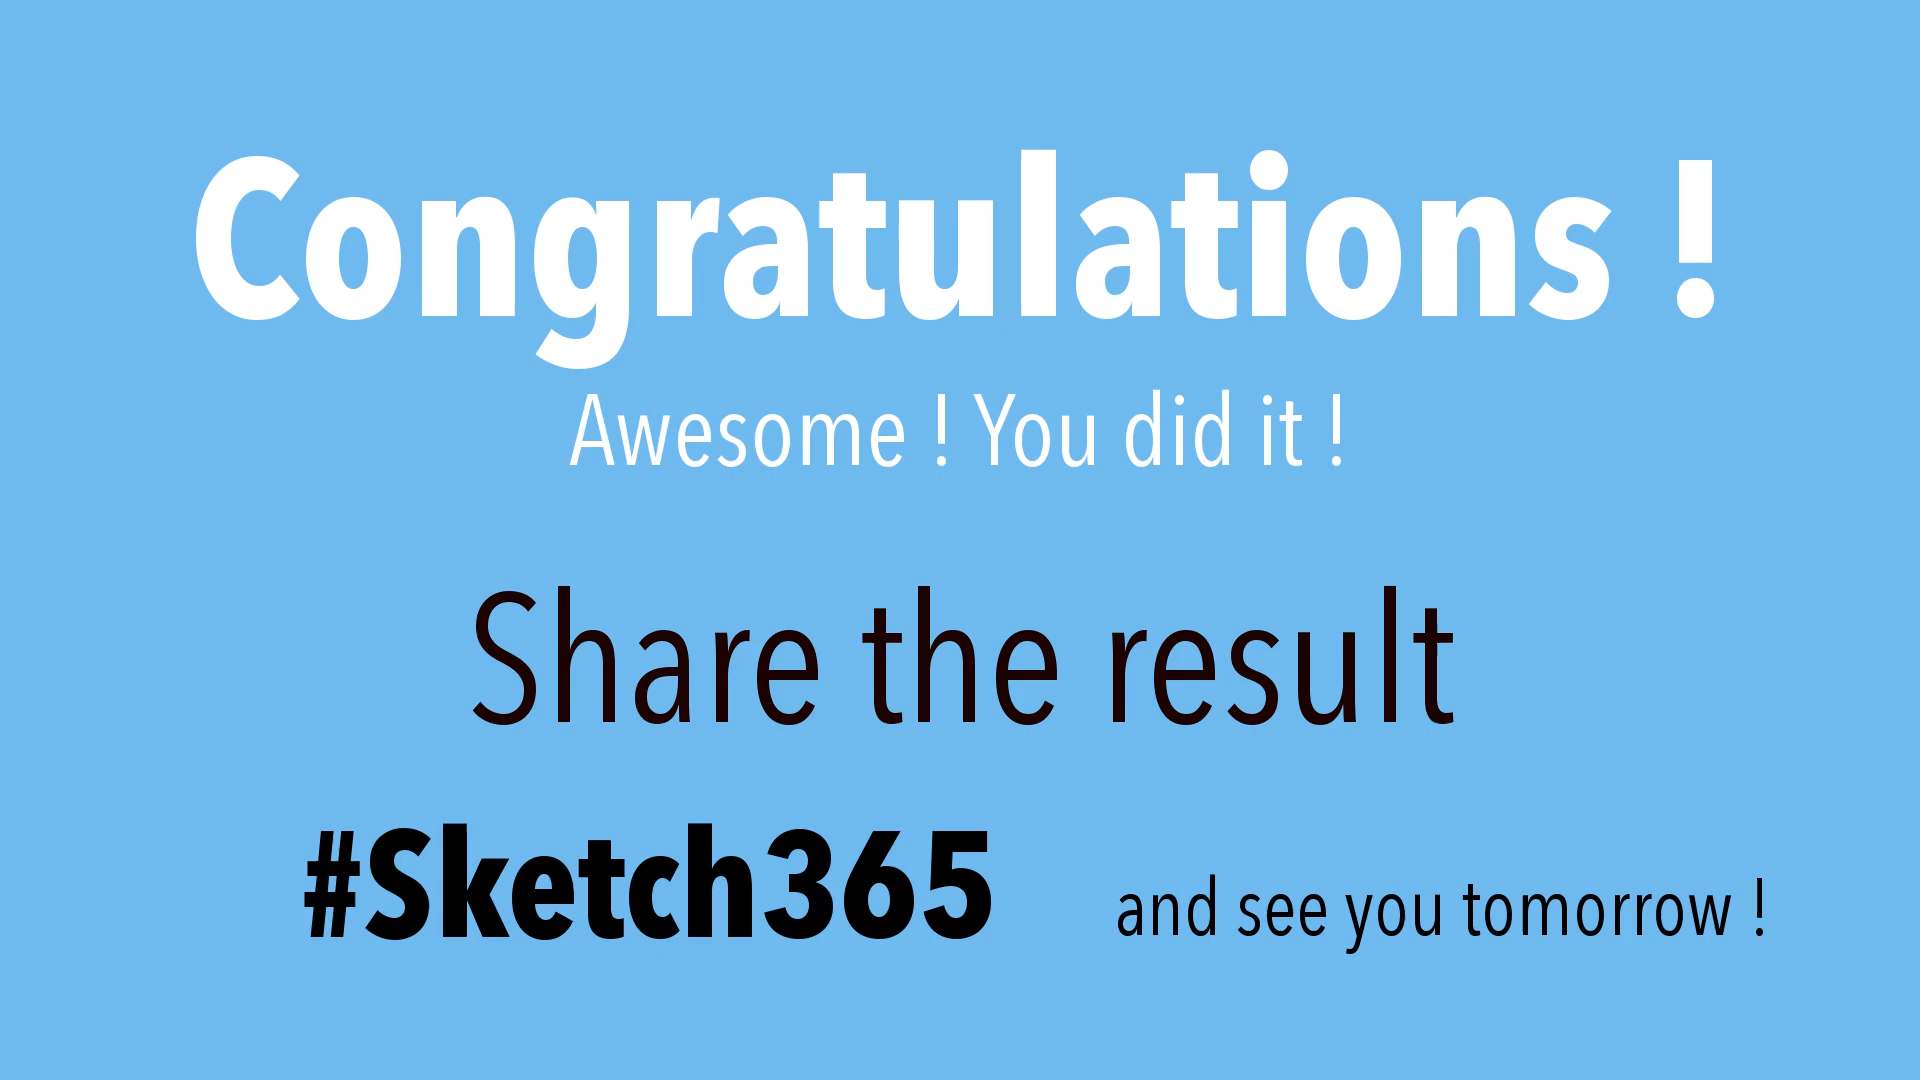 Congratulations !
Awesome ! You did it !
Share the result
#Sketch365 and see you tomorrow !